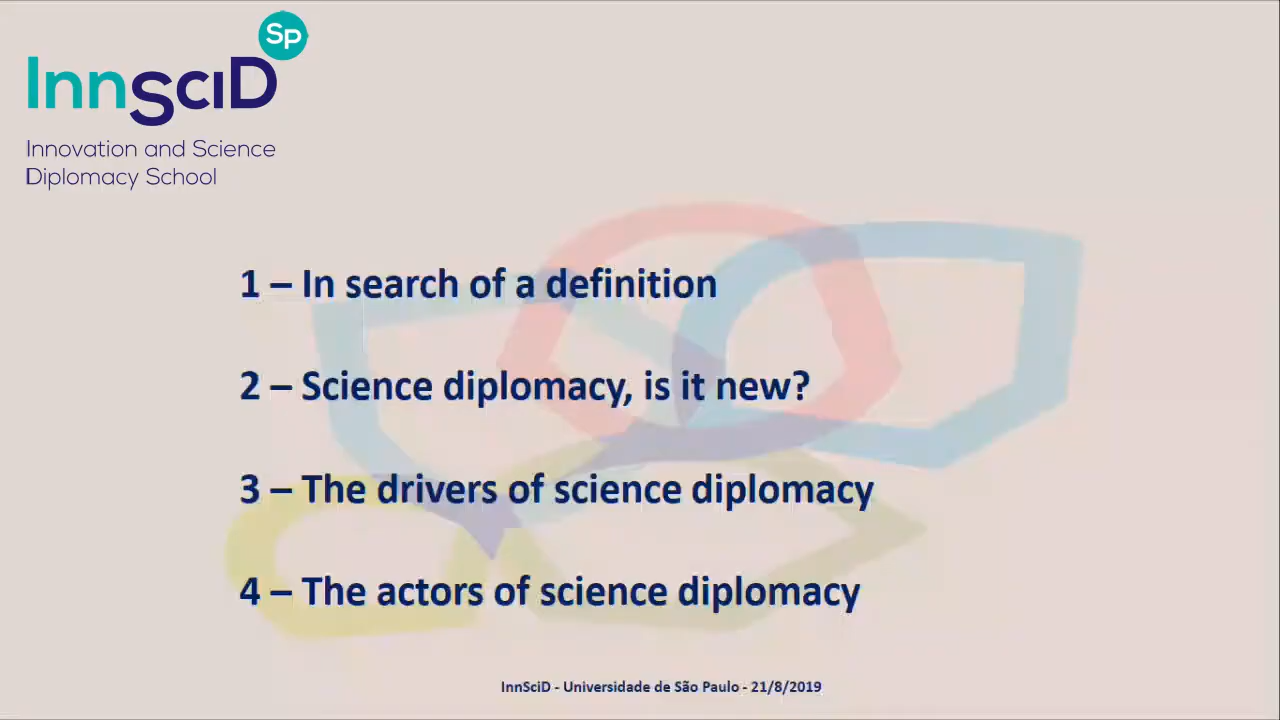 Sp
InnSciD
Innovation and Science
Diplomacy School
1 – In search of a definition
2 – Science diplomacy, is it new?
3 – The drivers of science diplomacy
4 – The actors of science diplomacy
InnSciD - Universidade de São Paulo - 21/8/2019